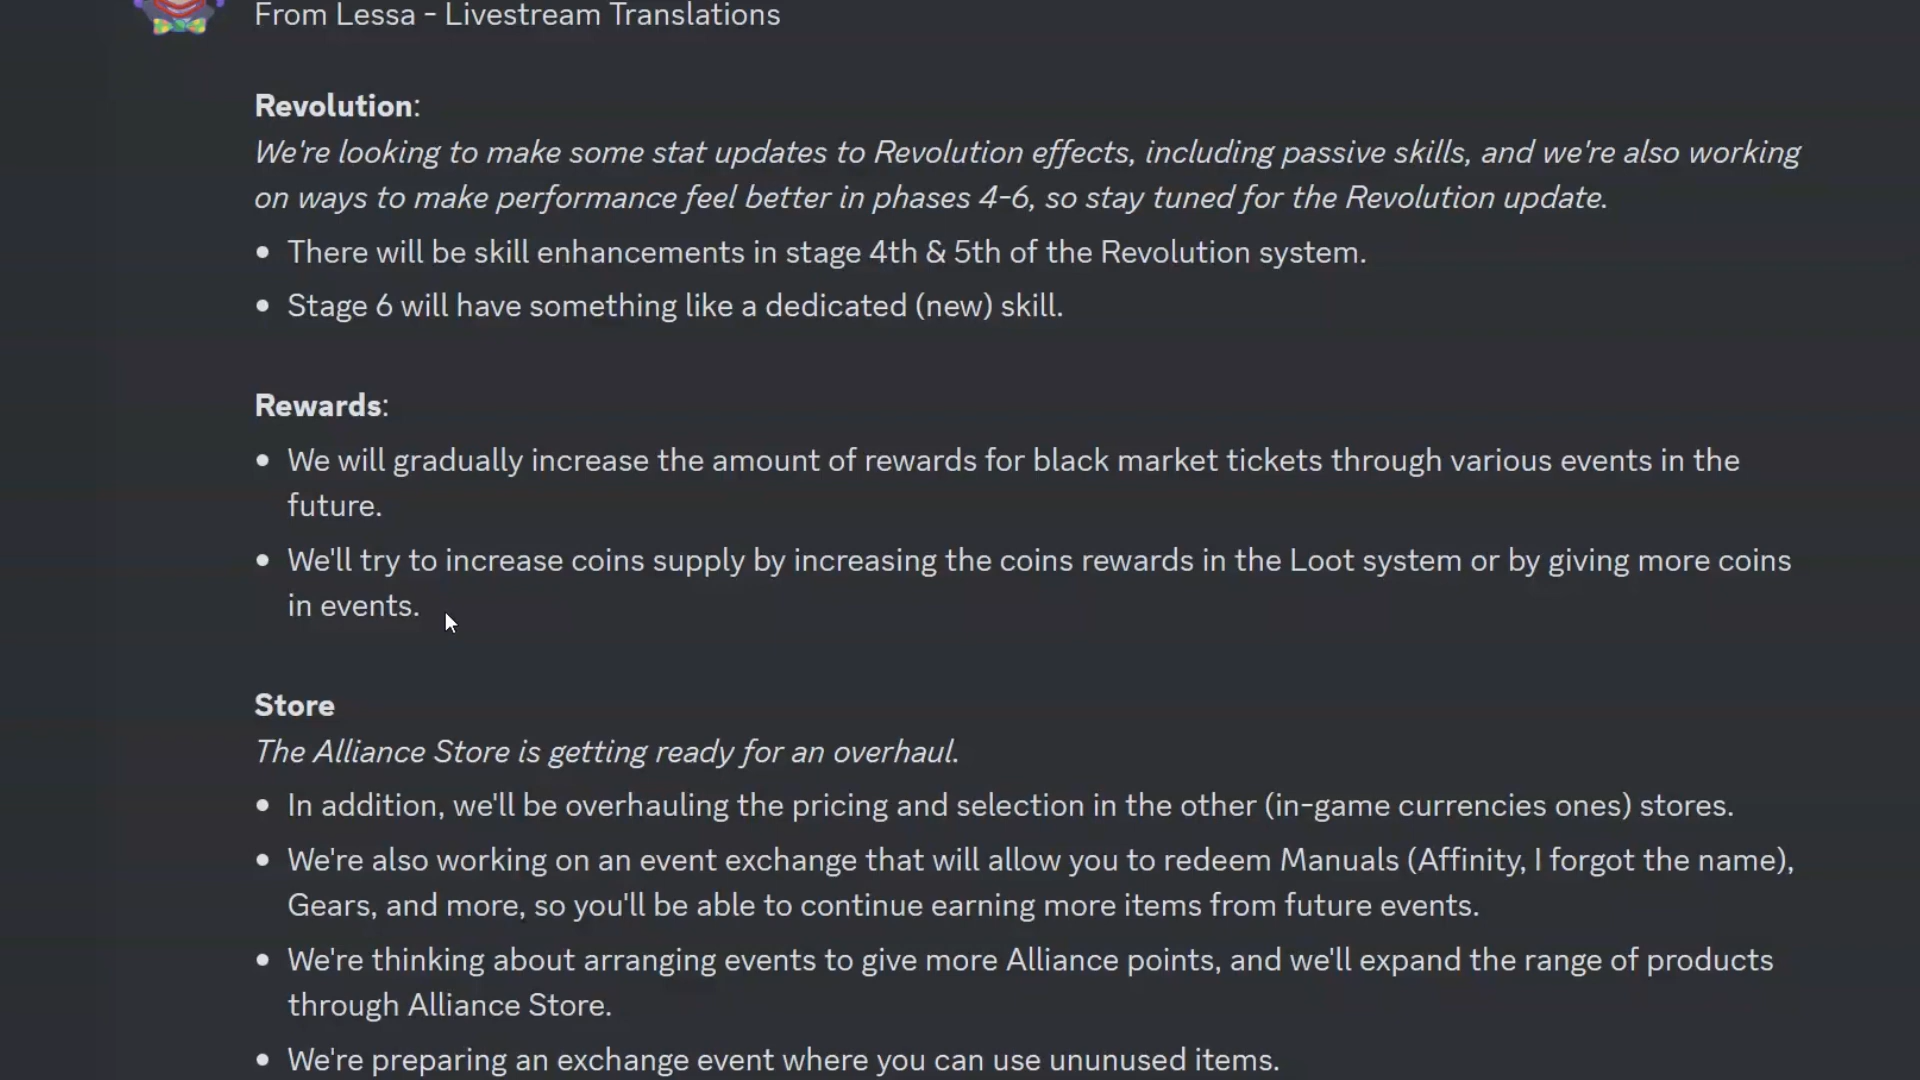 From Lessa - Livestream Translations
Revolution:
We're looking to make some stat updates to Revolution effects, including passive skills, and we're also working
on ways to make performance feel better in phases 4-6, so stay tuned for the Revolution update.
• There will be skill enhancements in stage 4th & 5th of the Revolution system.
• Stage 6 will have something like a dedicated (new) skill.
Rewards:
• We will gradually increase the amount of rewards for black market tickets through various events in the
future.
• We'll try to increase coins supply by increasing the coins rewards in the Loot system or by giving more coins
in events.
Store
The Alliance Store is getting ready for an overhaul.
• In addition, we'll be overhauling the pricing and selection in the other (in-game currencies ones) stores.
• We're also working on an event exchange that will allow you to redeem Manuals (Affinity, I forgot the name),
Gears, and more, so you'll be able to continue earning more items from future events.
• We're thinking about arranging events to give more Alliance points, and we'll expand the range of products
through Alliance Store.
• We're preparing an exchange event where you can use ununused items.